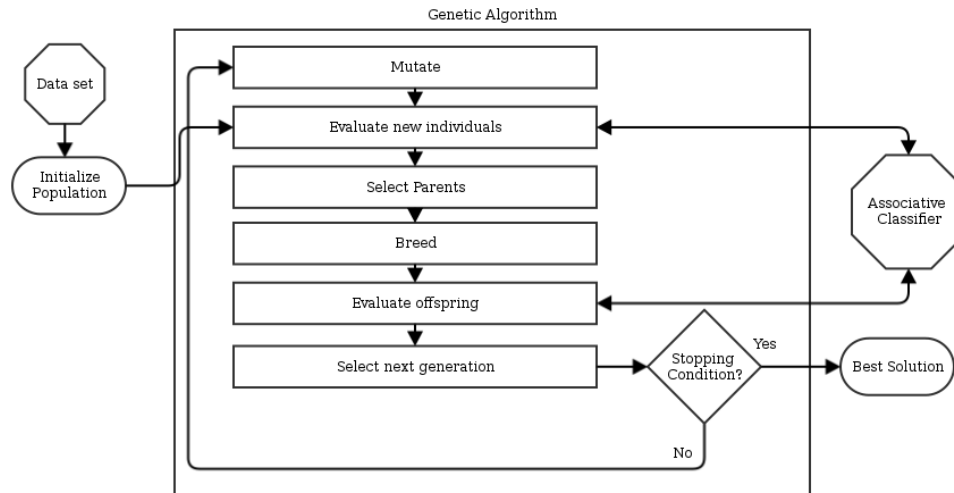 Genetic Algorithm
Data set
Initialize
Population
Mutate
Evaluate new individuals
Select Parents
Breed
Evaluate offspring
Select next generation
Stopping
Condition?
Yes
No
Associative
Classifier
Best Solution